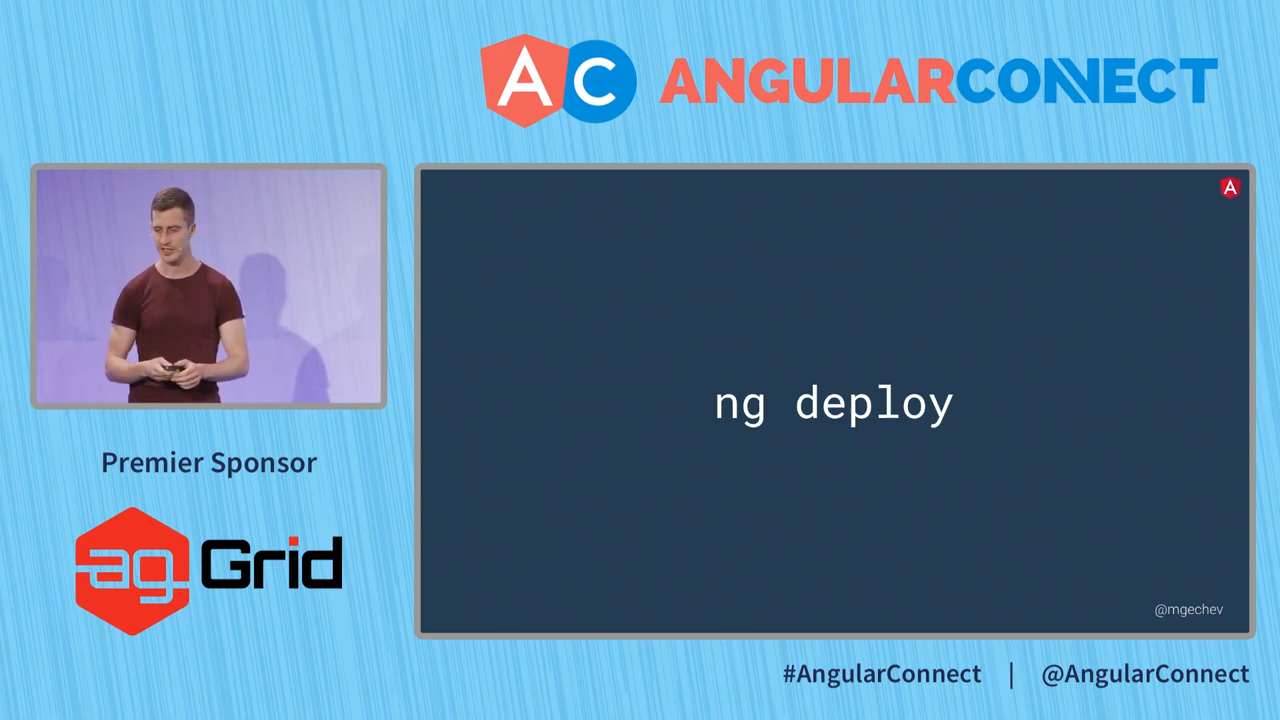 AC ANGULARCONNECT
A
ng deploy
@mgechev
Premier Sponsor
ag Grid
#AngularConnect | @AngularConnect